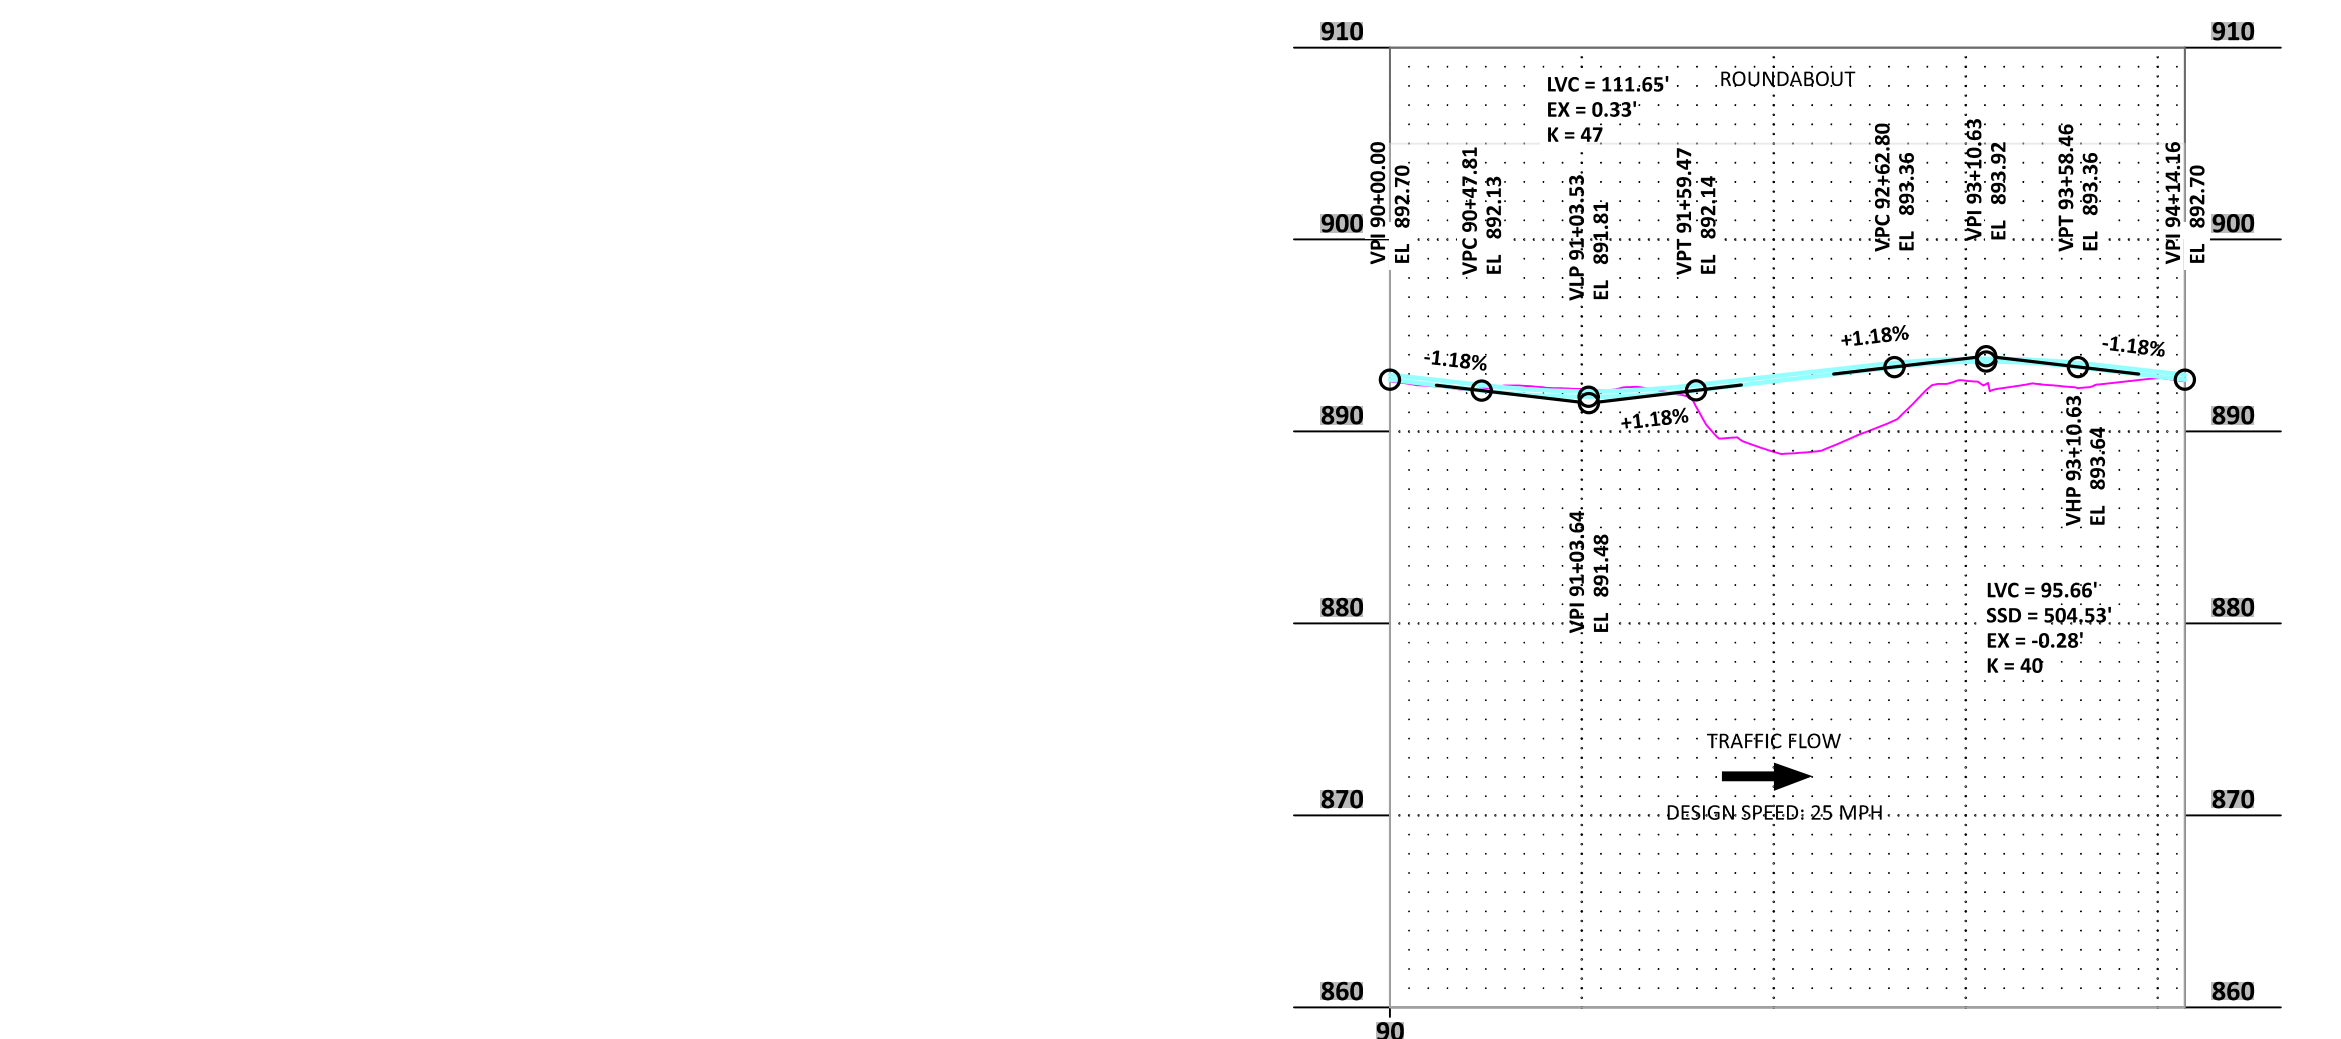 910
910
ROUNDABOUT
LVC = 111.65'
EX = 0.33'
K = 47
VPI 90+00.00
EL 892.70
VPC 90+47.81
EL 892.13
VLP 91+03.53
EL 891.81
VPT 91+59.47
EL 892.14
VPC 92+62.80
EL 893.36
VPI 93+10.63
EL 893.92
VPT 93+58.46
EL 893.36
VPI 94+14.16
EL 892.70
900
900
-1.18%
+1.18%
+1.18%
-1.18%
890
890
VHP 93+10.63
EL 893.64
VPI 91+03.64
EL 891.48
LVC = 95.66'
SSD = 504.53'
EX = -0.28'
K = 40
880
880
TRAFFIC FLOW
DESIGN SPEED: 25 MPH
870
870
860
860
90